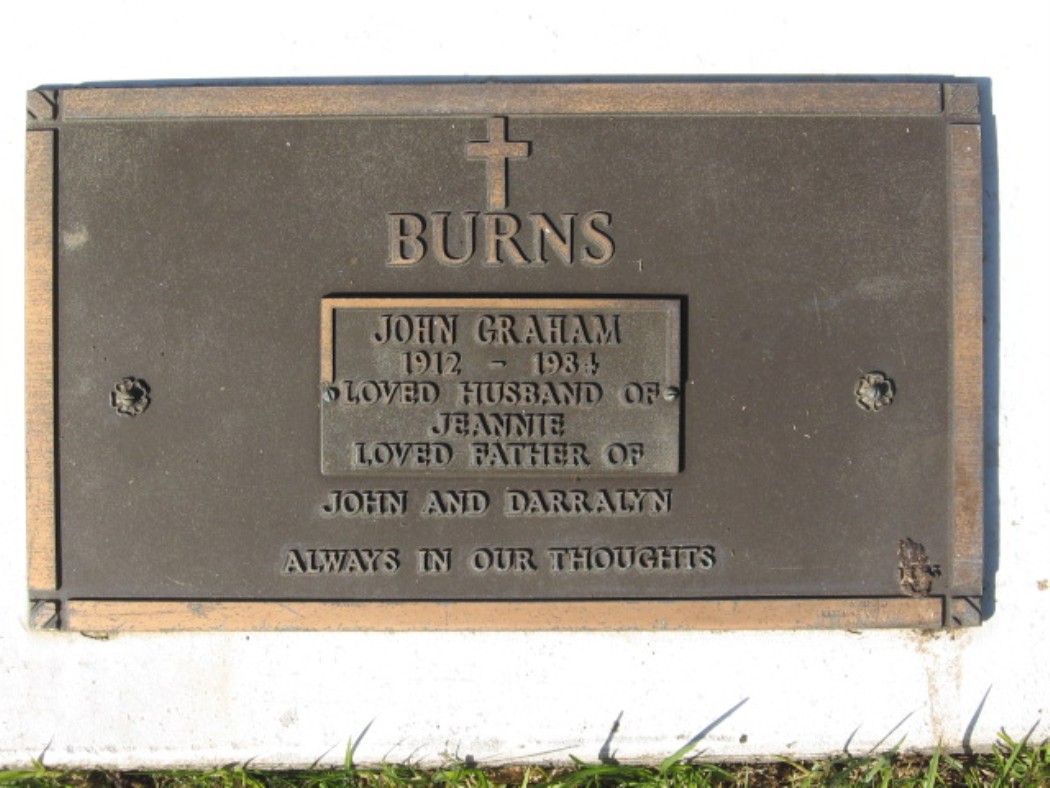 BURNS
JOHN GRAHAM
1912 - 1984
LOVED HUSBAND OF
JEANNIE
LOVED FATHER OF
JOHN AND DARRALYN
ALWAYS IN OUR THOUGHTS